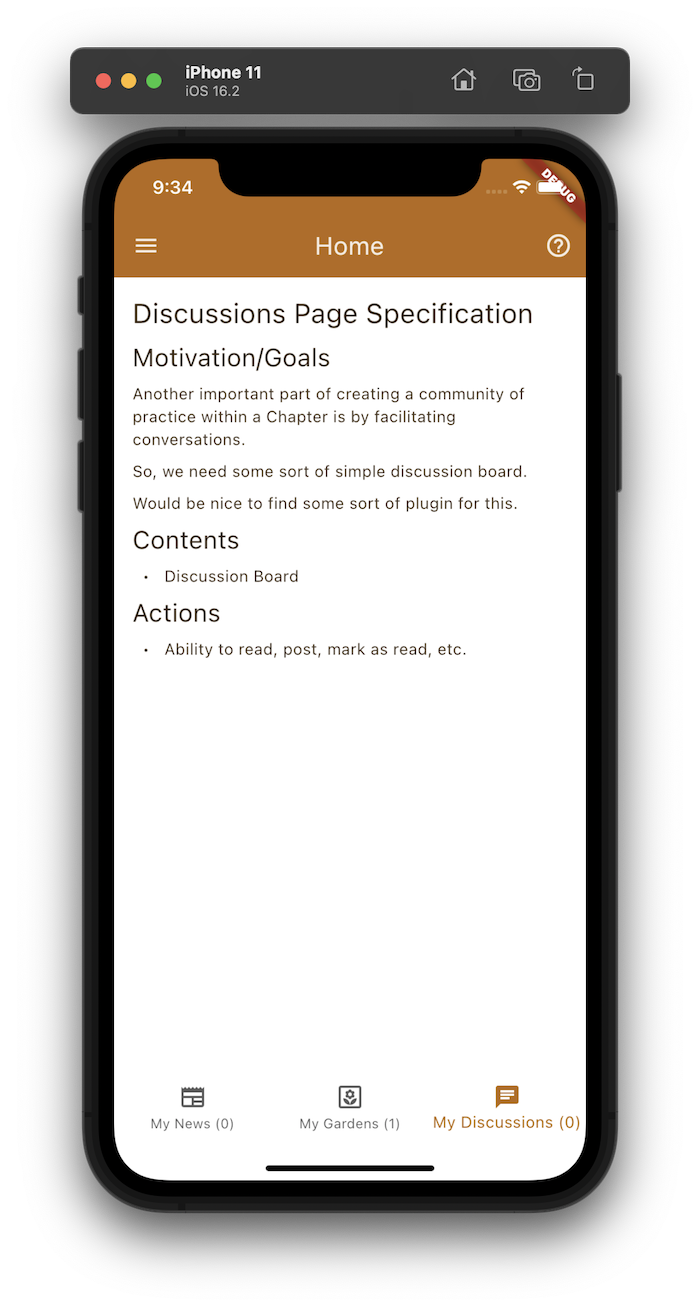 iPhone 11
iOS 16.2
9:34
DEBUG
Home
Discussions Page Specification
Motivation/Goals
Another important part of creating a community of
practice within a Chapter is by facilitating
conversations.
So, we need some sort of simple discussion board.
Would be nice to find some sort of plugin for this.
Contents
• Discussion Board
Actions
• Ability to read, post, mark as read, etc.
My News (0)
My Gardens (1)
My Discussions (0)